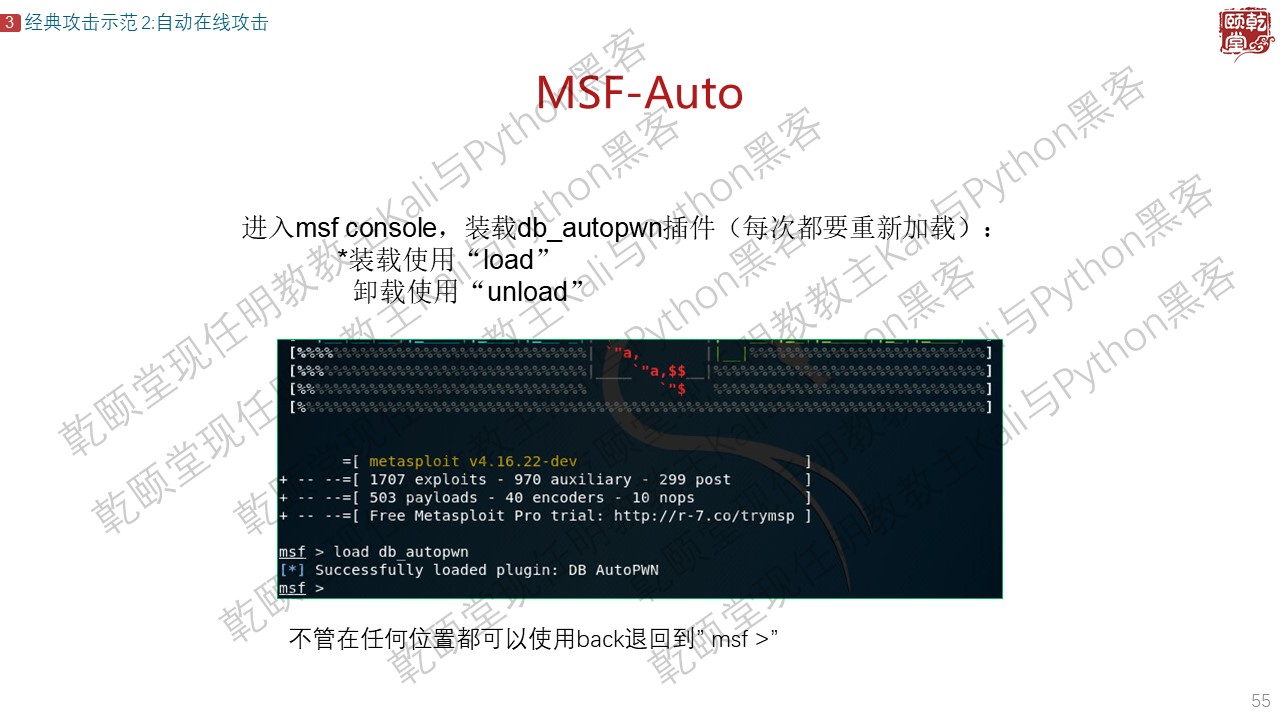 3 经典攻击示范2:自动在线攻击
乾颐堂
MSF-Auto
进入msf console，装载db_autopwn插件（每次都要重新加载）：
*装载使用“load”
卸载使用“unload”
[%%%% `"a, |__| ]
[%%% `"a,$$ ]
[%% `"$ ]
[% ]
=[ metasploit v4.16.22-dev ]
+ -- --=[ 1707 exploits - 970 auxiliary - 299 post ]
+ -- --=[ 503 payloads - 40 encoders - 10 nops ]
+ -- --=[ Free Metasploit Pro trial: http://r-7.co/trymsp ]
msf > load db_autopwn
[*] Successfully loaded plugin: DB AutoPWN
msf >
不管在任何位置都可以使用back退回到” msf >”
乾颐堂现任明教教主Kali与Python黑客
55